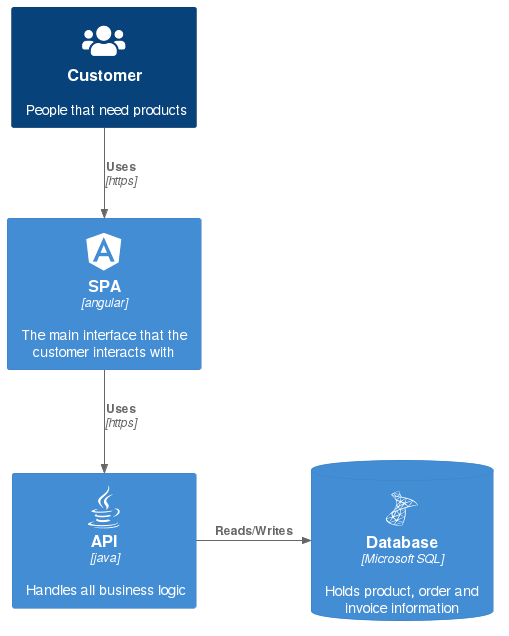 Customer
People that need products
Uses
[https]
SPA
[angular]
The main interface that the
customer interacts with
Uses
[https]
API
[java]
Handles all business logic
Reads/Writes
Database
[Microsoft SQL]
Holds product, order and
invoice information